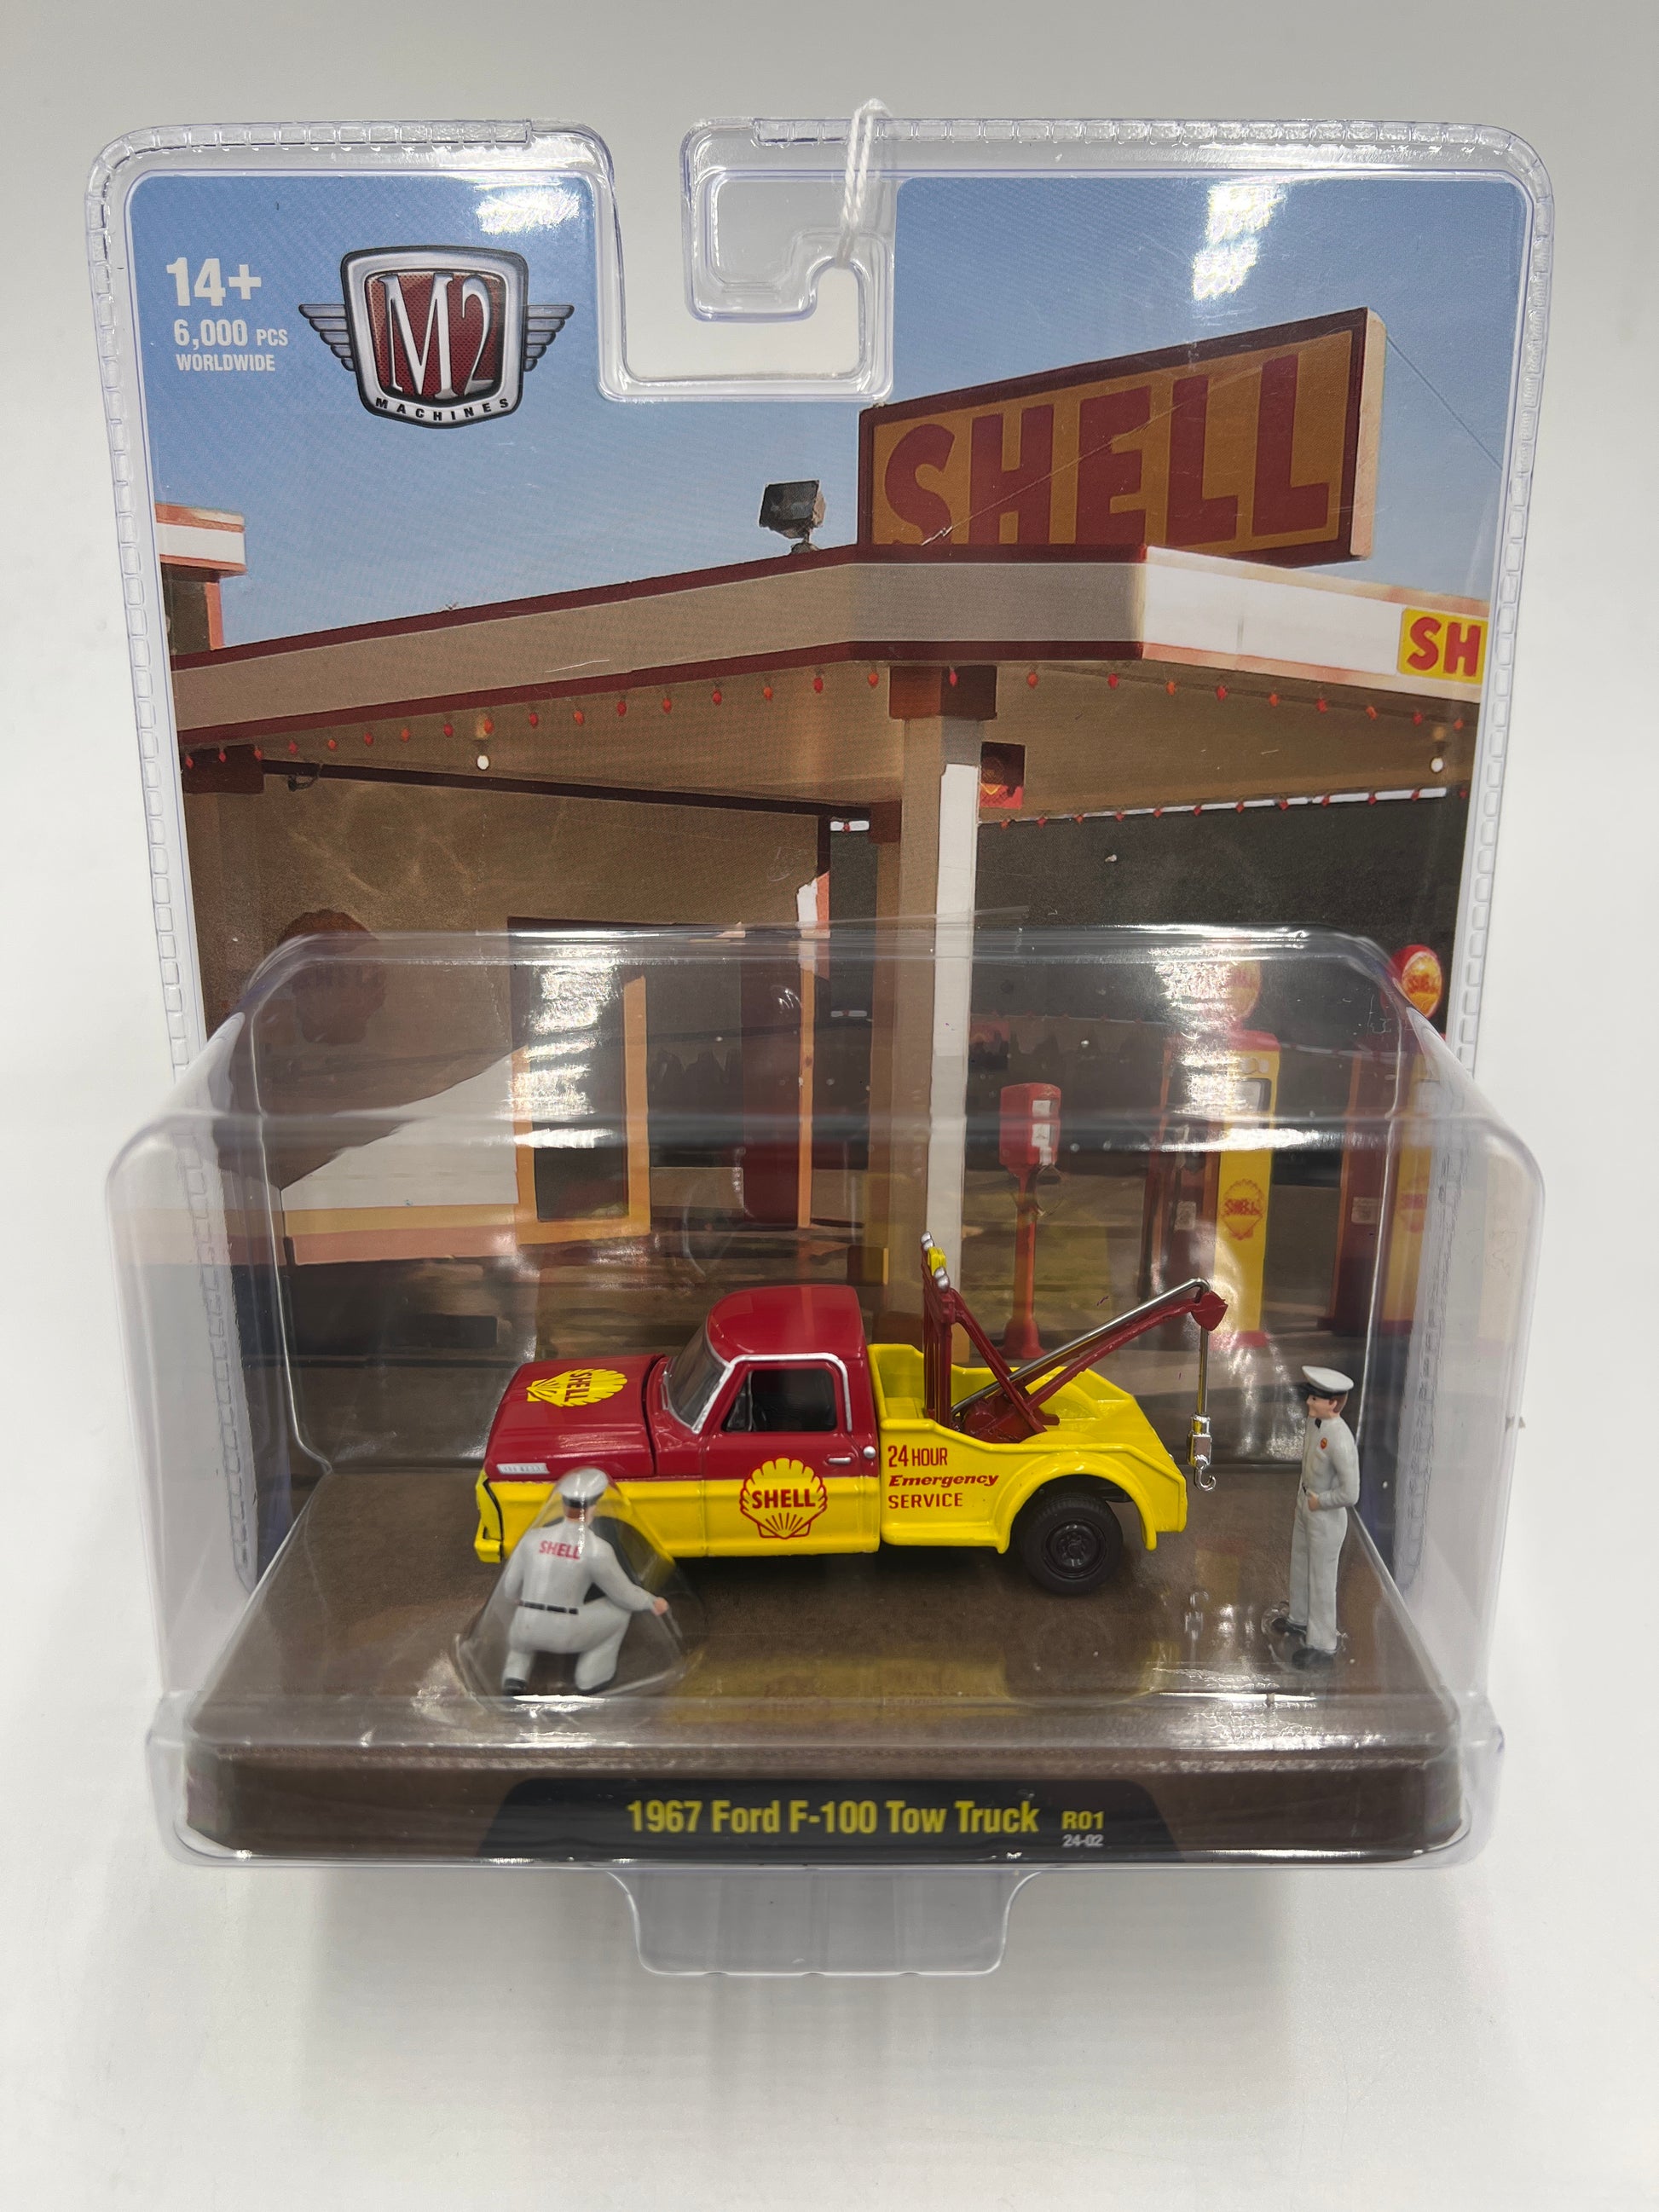 14+
6,000 PCS
WORLDWIDE
M2
MACHINES
SHELL
SH
SHELL
SHELL
SHELL
24 HOUR
Emergency
SERVICE
SHELL
1967 Ford F-100 Tow Truck R01
24-02